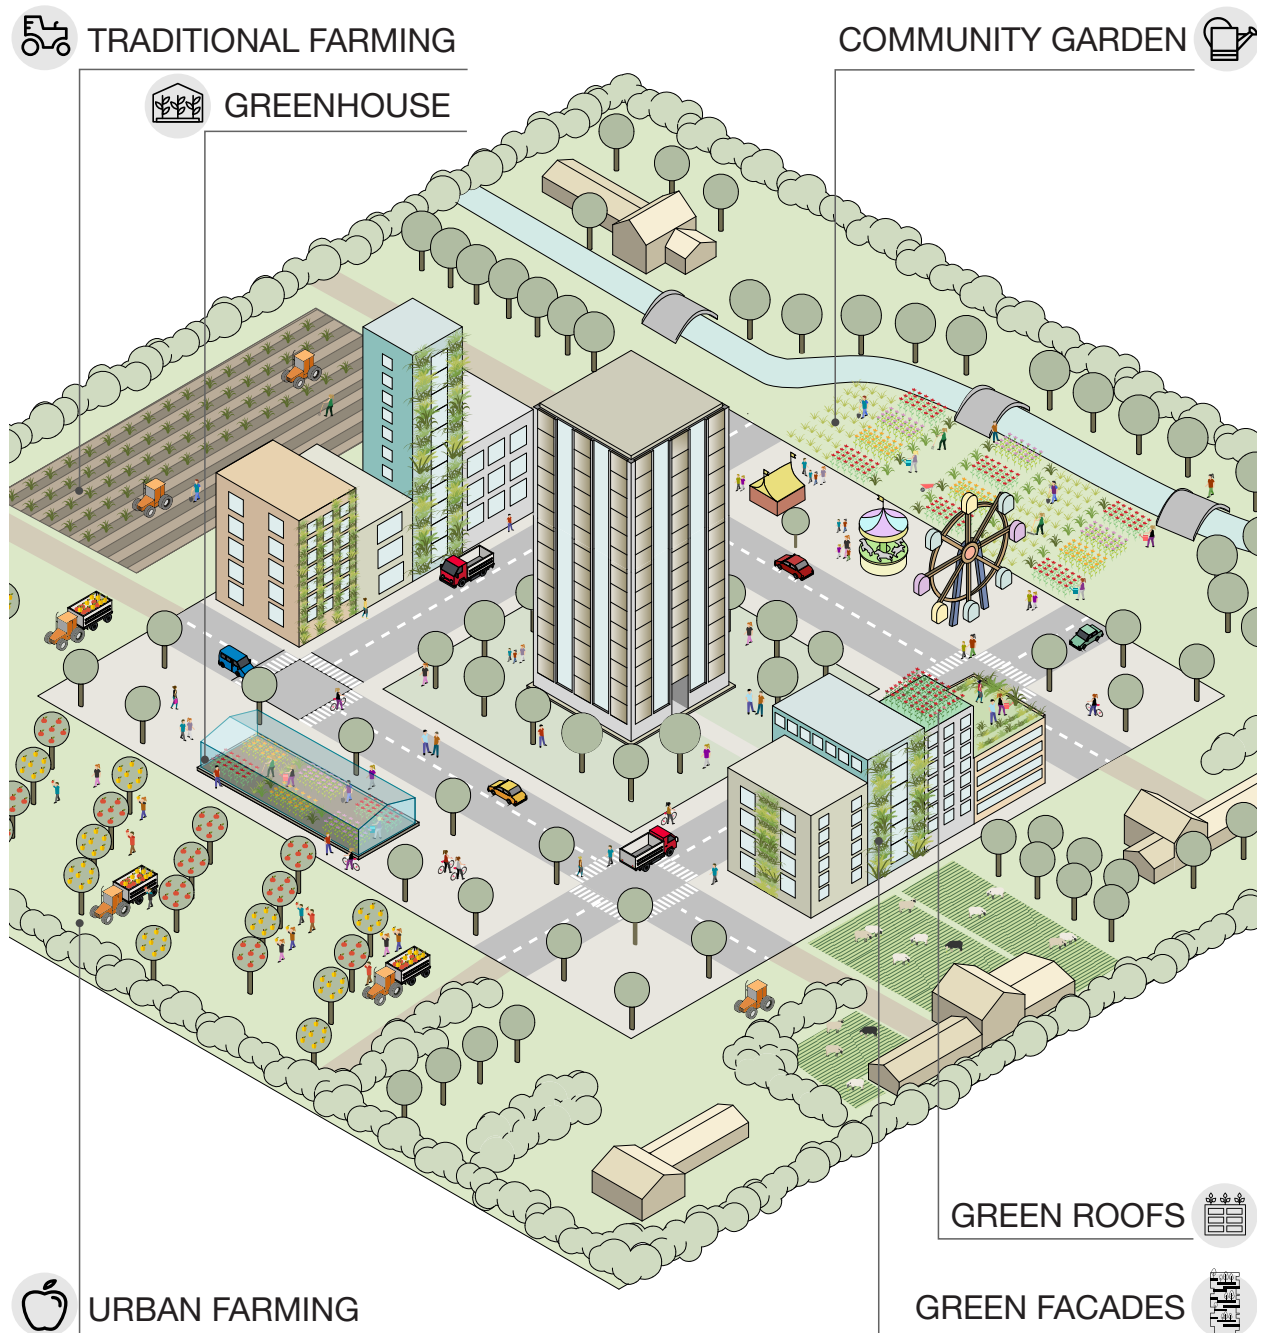 TRADITIONAL FARMING
COMMUNITY GARDEN
GREENHOUSE
GREEN ROOFS
URBAN FARMING
GREEN FACADES